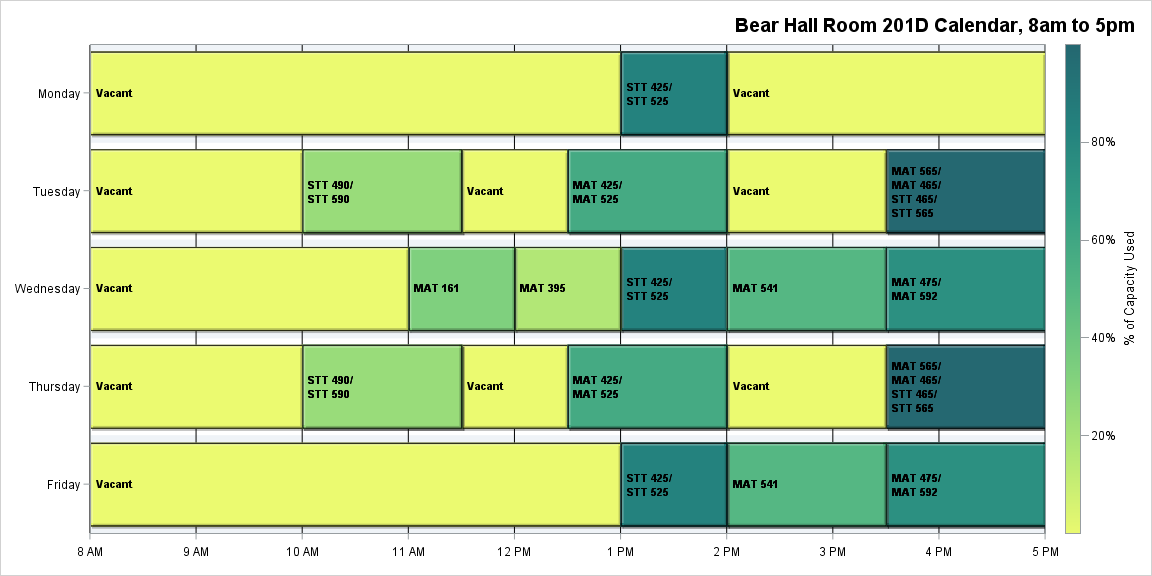 Bear Hall Room 201D Calendar, 8am to 5pm
Monday
Vacant
STT 425/
STT 525
Vacant
Tuesday
Vacant
STT 490/
STT 590
Vacant
MAT 425/
MAT 525
Vacant
MAT 565/
MAT 465/
STT 465/
STT 565
Wednesday
Vacant
MAT 161
MAT 395
STT 425/
STT 525
MAT 541
MAT 475/
MAT 592
Thursday
Vacant
STT 490/
STT 590
Vacant
MAT 425/
MAT 525
Vacant
MAT 565/
MAT 465/
STT 465/
STT 565
Friday
Vacant
STT 425/
STT 525
MAT 541
MAT 475/
MAT 592
8 AM
9 AM
10 AM
11 AM
12 PM
1 PM
2 PM
3 PM
4 PM
5 PM
80%
60%
40%
20%
% of Capacity Used